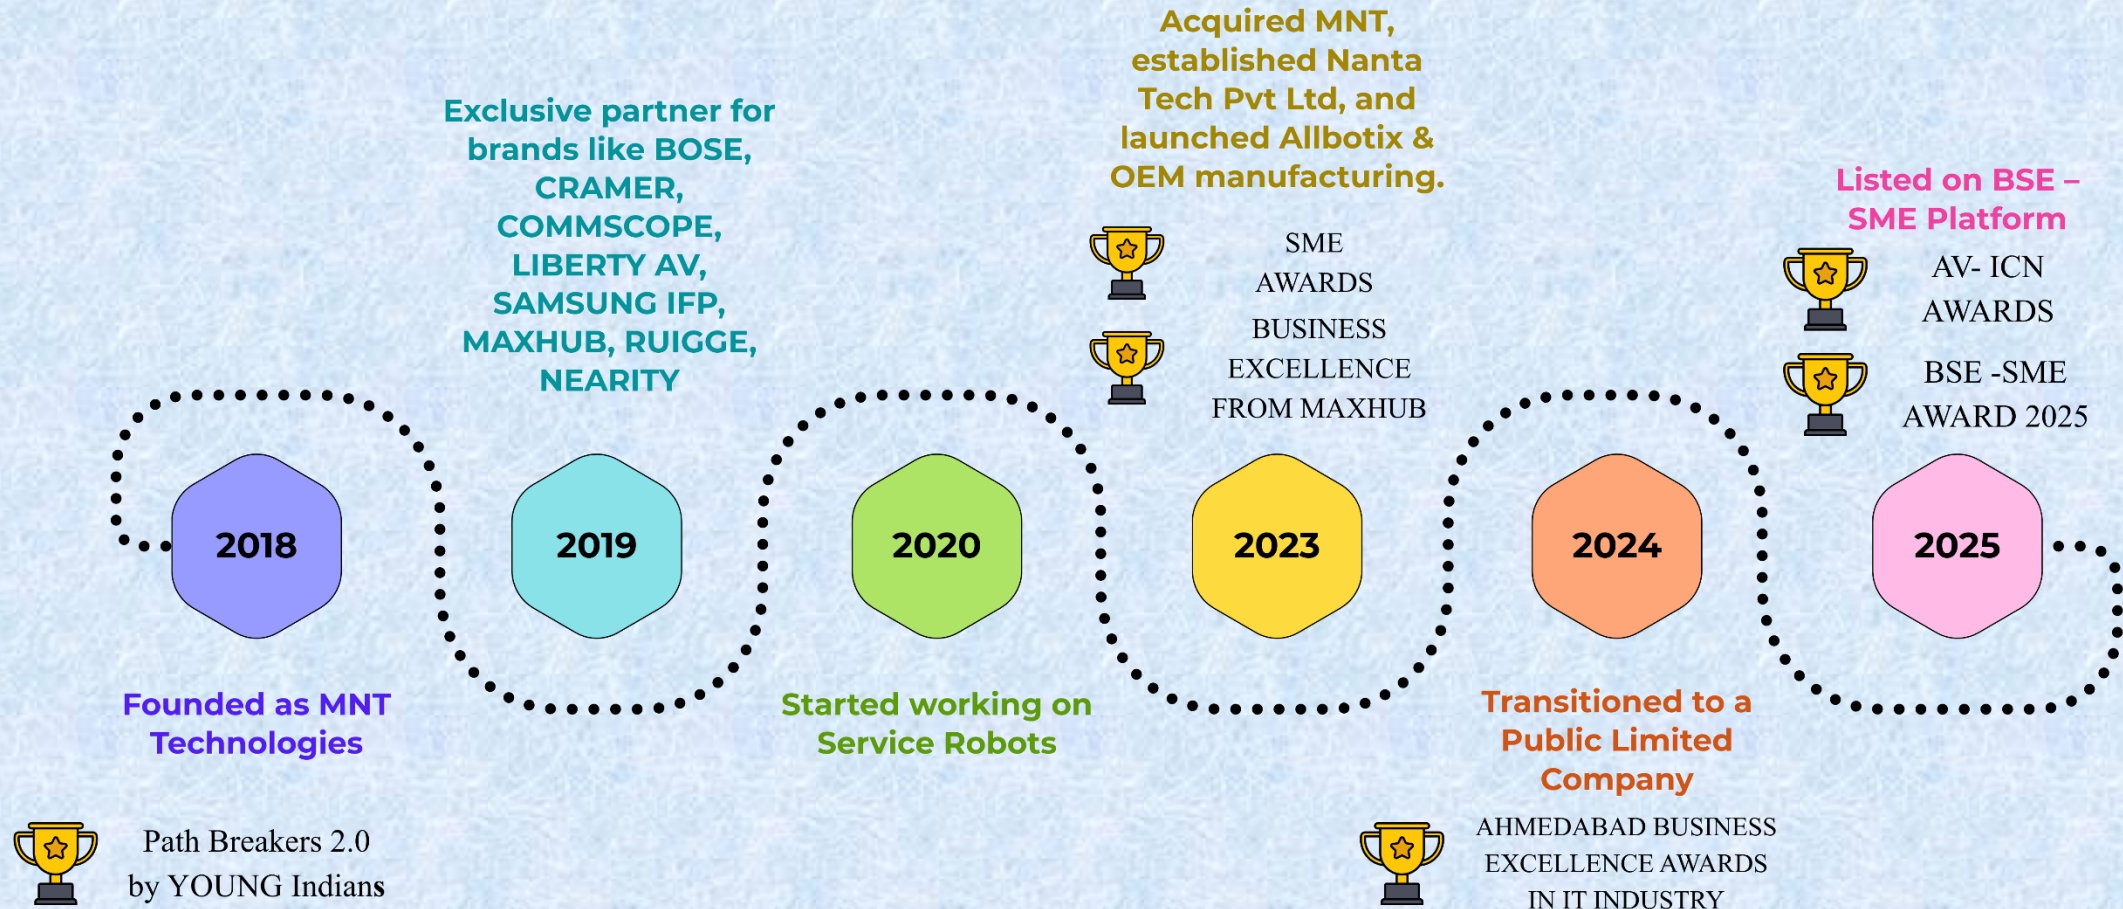 2018
Founded as MNT
Technologies
Path Breakers 2.0
by YOUNG Indians
Exclusive partner for
brands like BOSE,
CRAMER,
COMMSCOPE,
LIBERTY AV,
SAMSUNG IFP,
MAXHUB, RUIGGE,
NEARITY
2019
2020
Started working on
Service Robots
Acquired MNT,
established Nanta
Tech Pvt Ltd, and
launched Allbotix &
OEM manufacturing.
SME
AWARDS
BUSINESS
EXCELLENCE
FROM MAXHUB
2023
2024
Transitioned to a
Public Limited
Company
AHMEDABAD BUSINESS
EXCELLENCE AWARDS
IN IT INDUSTRY
Listed on BSE –
SME Platform
AV- ICN
AWARDS
BSE -SME
AWARD 2025
2025